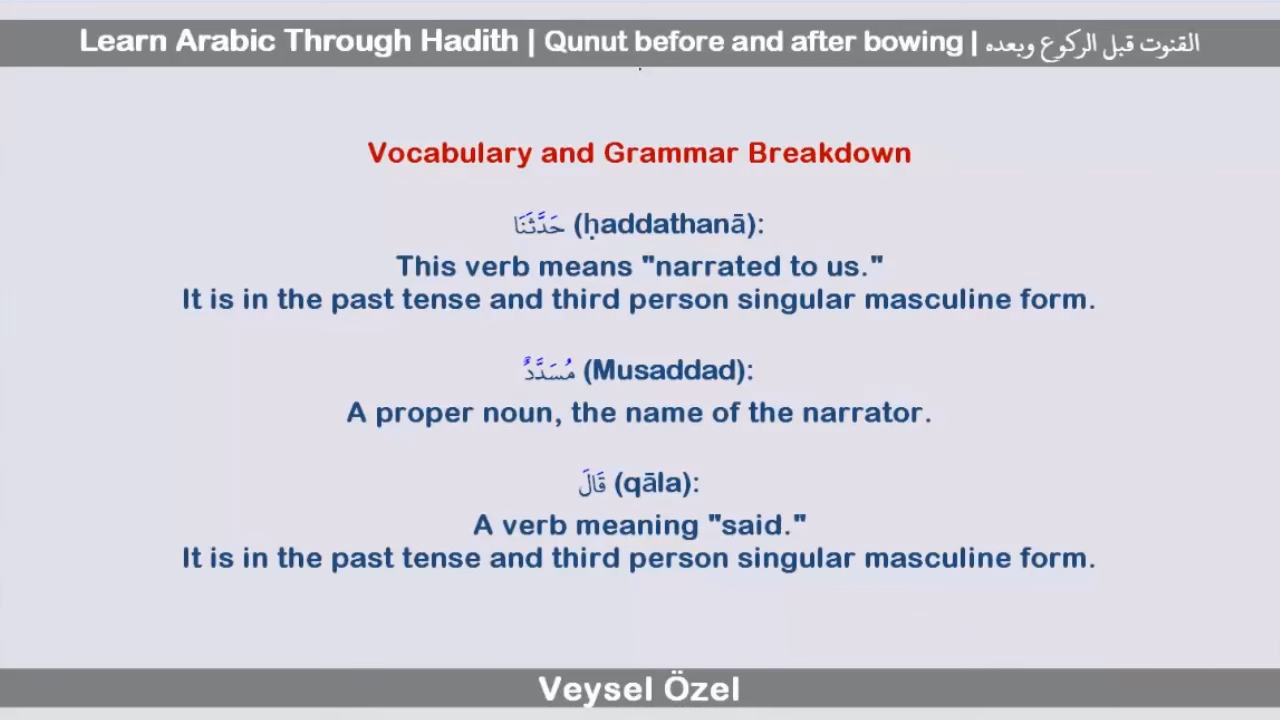 Learn Arabic Through Hadith | Qunut before and after bowing | القنوت قبل الركوع وبعده
Vocabulary and Grammar Breakdown
حَدَّثَنَا (ḥaddathanā):
This verb means "narrated to us."
It is in the past tense and third person singular masculine form.
مُسَدَّدٌ (Musaddad):
A proper noun, the name of the narrator.
قَالَ (qāla):
A verb meaning "said."
It is in the past tense and third person singular masculine form.
Veysel Özel